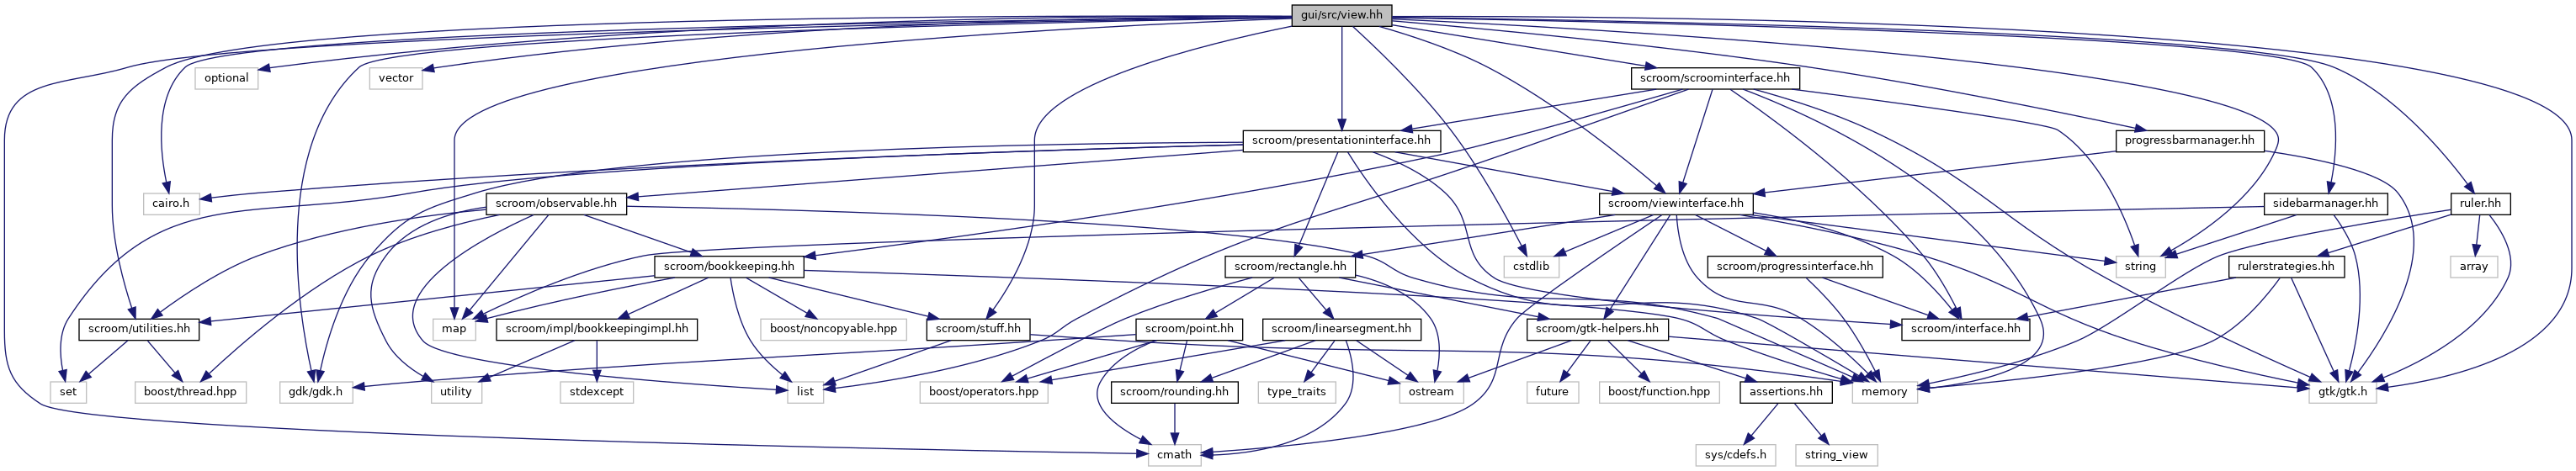 gui/src/view.hh
optional
vector
scroom/scroominterface.hh
scroom/presentationinterface.hh
progressbarmanager.hh
cairo.h
scroom/observable.hh
scroom/viewinterface.hh
sidebarmanager.hh
ruler.hh
scroom/bookkeeping.hh
scroom/rectangle.hh
cstdlib
scroom/progressinterface.hh
string
rulerstrategies.hh
array
scroom/utilities.hh
map
scroom/impl/bookkeepingimpl.hh
boost/noncopyable.hpp
scroom/stuff.hh
scroom/point.hh
scroom/linearsegment.hh
scroom/gtk-helpers.hh
scroom/interface.hh
set
boost/thread.hpp
gdk/gdk.h
utility
stdexcept
list
boost/operators.hpp
scroom/rounding.hh
type_traits
ostream
future
boost/function.hpp
assertions.hh
memory
gtk/gtk.h
cmath
sys/cdefs.h
string_view